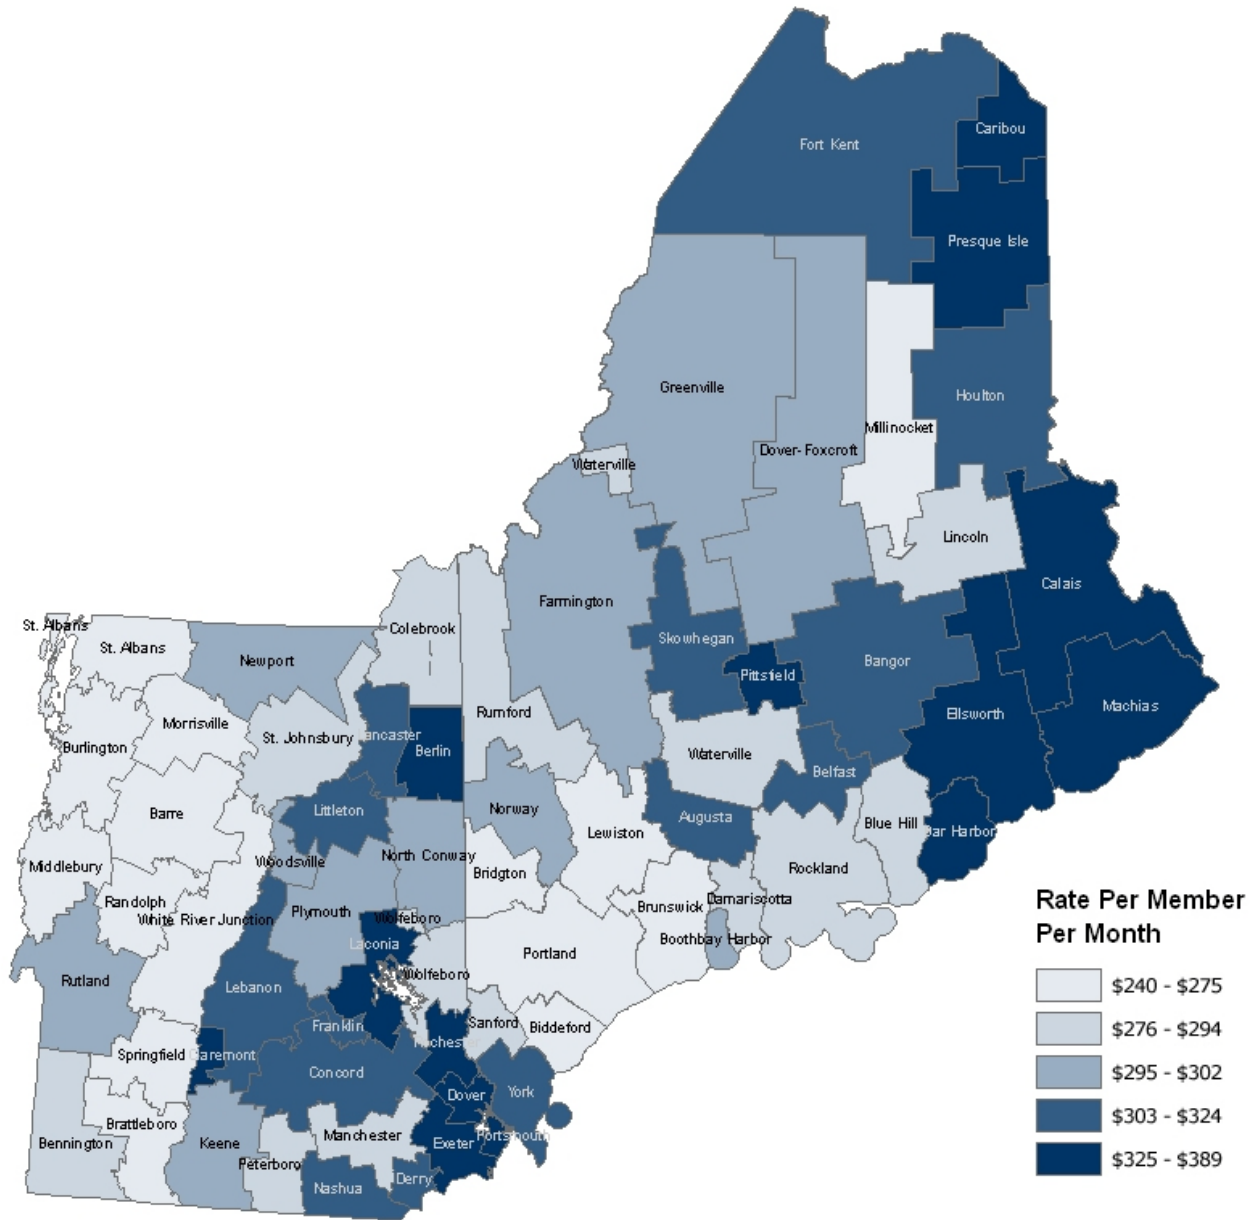 Caribou
Fort Kent
Presque Isle
Greenville
Houlton
Millinocket
Dover-Foxcroft
Waterville
Lincoln
Calais
Farmington
St. Albans
Colebrook
Skowhegan
St. Albans
Newport
Bangor
Pittsfield
Machias
Rumford
Ellsworth
Morrisville
St. Johnsbury
Lancaster
Burlington
Berlin
Waterville
Belfast
Norway
Littleton
Barre
Augusta
Blue Hill
Bar Harbor
Lewiston
North Conway
Woodsville
Middlebury
Rockland
Bridgton
Damariscotta
Randolph
Brunswick
Plymouth
White River Junction
Wolfeboro
Boothbay Harbor
Laconia
Portland
Wolfeboro
Rutland
Lebanon
Sanford
Franklin
Biddeford
Rochester
Springfield
Claremont
Concord
York
Dover
Brattleboro
Manchester
Portsmouth
Bennington
Keene
Exeter
Peterboro
Derry
Nashua
Rate Per Member
Per Month
$240 - $275
$276 - $294
$295 - $302
$303 - $324
$325 - $389